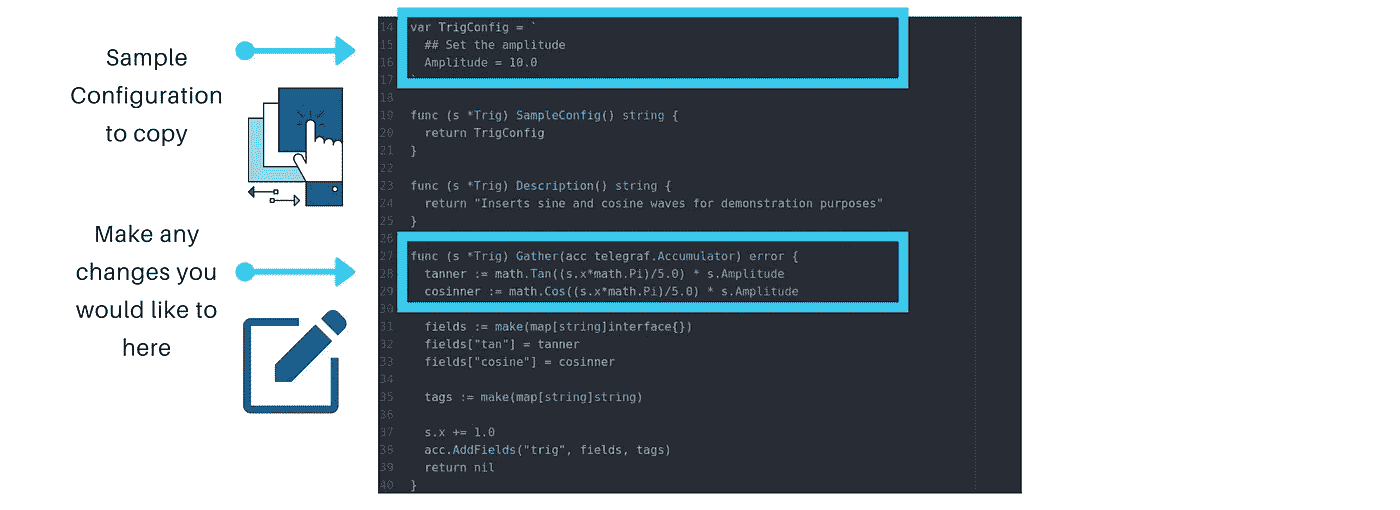 Sample
Configuration
to copy
Make any
changes you
would like to
here
14 var TrigConfig = `
15   ## Set the amplitude
16   Amplitude = 10.0
17 `
18
19 func (s *Trig) SampleConfig() string {
20   return TrigConfig
21 }
22
23 func (s *Trig) Description() string {
24   return "Inserts sine and cosine waves for demonstration purposes"
25 }
26
27 func (s *Trig) Gather(acc telegraf.Accumulator) error {
28   tanner := math.Tan((s.x*math.Pi)/5.0) * s.Amplitude
29   cosinner := math.Cos((s.x*math.Pi)/5.0) * s.Amplitude
30
31   fields := make(map[string]interface{})
32   fields["tan"] = tanner
33   fields["cosine"] = cosinner
34
35   tags := make(map[string]string)
36
37   s.x += 1.0
38   acc.AddFields("trig", fields, tags)
39   return nil
40 }